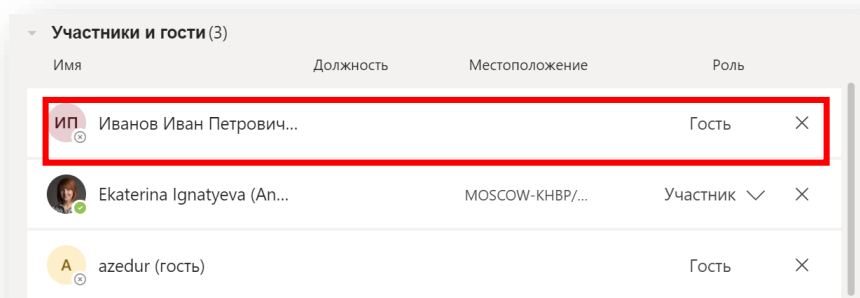 Участники и гости (3)
Имя Должность Местоположение Роль
ИП Иванов Иван Петрович... Гость
Ekaterina Ignatyeva (An... MOSCOW-KHBP/... Участник
A azedur (гость) Гость